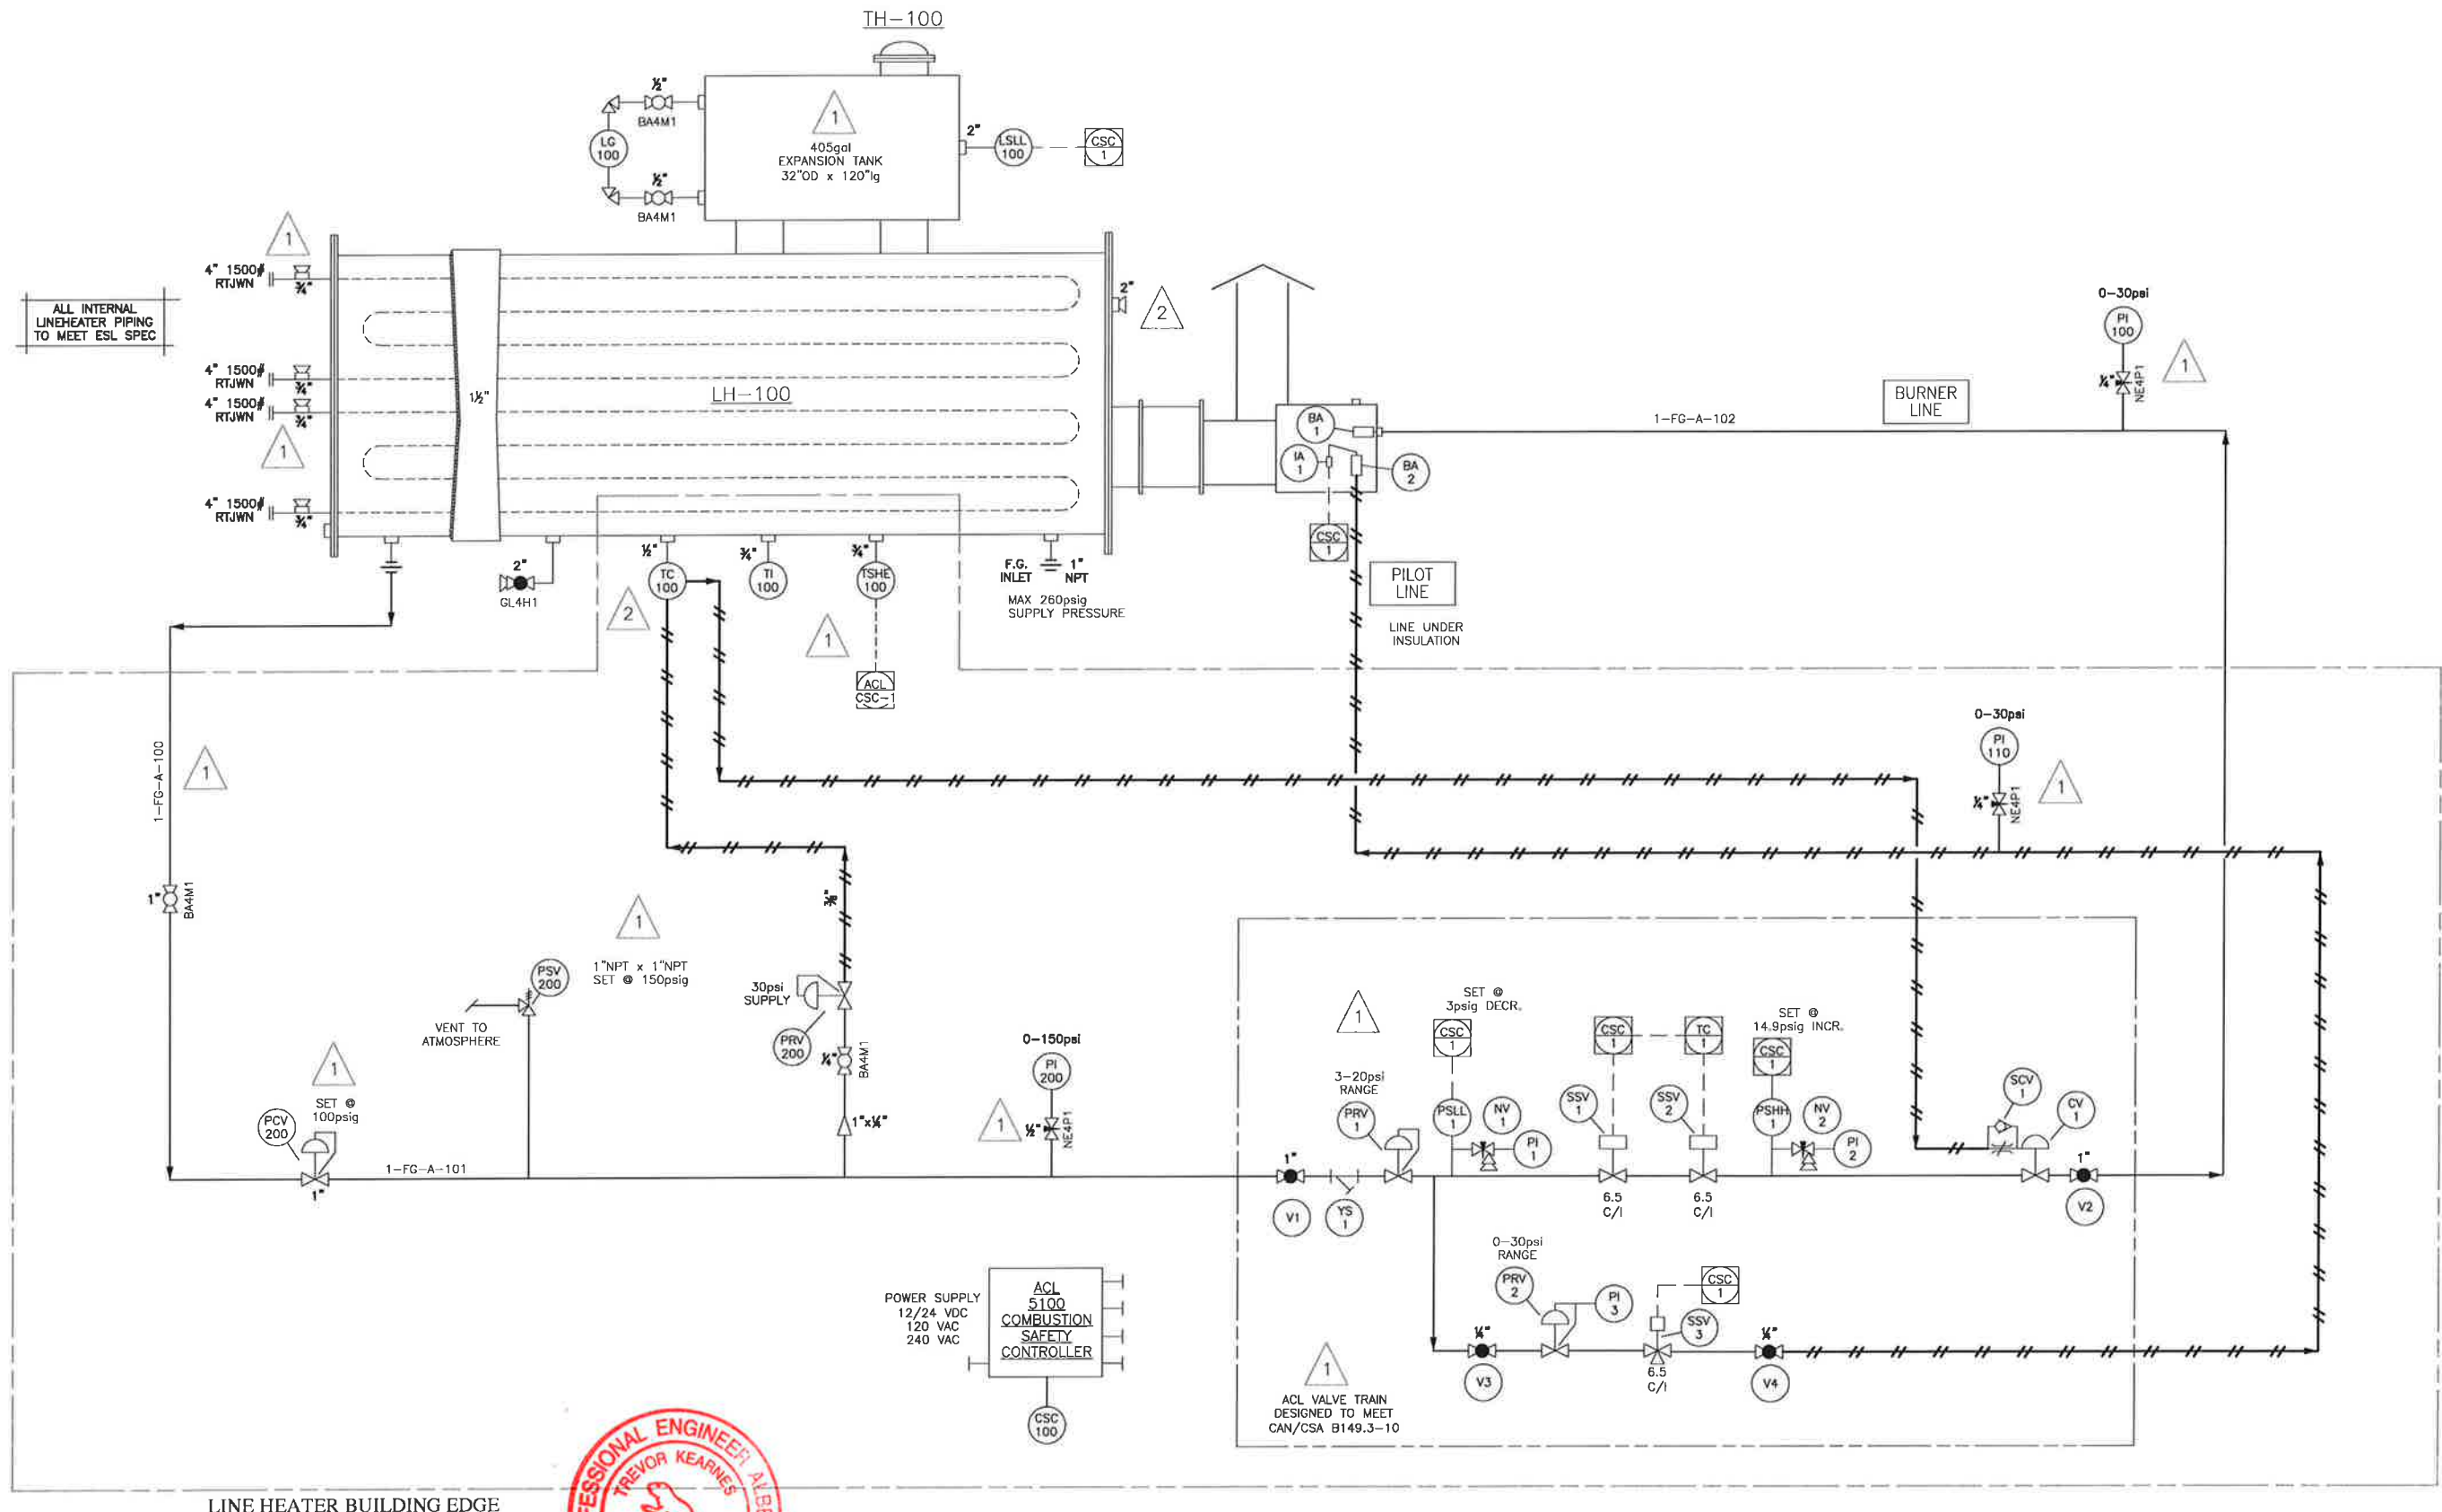 TH-100
½"
BA4M1
LG
100
½"
BA4M1
1
405gal
EXPANSION TANK
32"OD x 120"lg
2"
LSLL
100
CSC
1
ALL INTERNAL
LINEHEATER PIPING
TO MEET ESL SPEC
1
4" 1500#
RTJWN
¾"
4" 1500#
RTJWN
¾"
4" 1500#
RTJWN
¾"
1
4" 1500#
RTJWN
¾"
1½"
LH-100
2"
2
BA
1
IA
1
BA
2
CSC
1
1-FG-A-102
BURNER
LINE
0-30psi
PI
100
NE4P1
1
2"
GL4H1
½"
TC
100
2
¾"
TI
100
¾"
TSHE
100
1
ACL
CSC-1
F.G.
INLET
1"
NPT
MAX 260psig
SUPPLY PRESSURE
PILOT
LINE
LINE UNDER
INSULATION
1-FG-A-100
1
1"
BA4M1
0-30psi
PI
110
NE4P1
1
PSV
200
1"NPT x 1"NPT
SET @ 150psig
1
VENT TO
ATMOSPHERE
⅜"
30psi
SUPPLY
PRV
200
BA4M1
0-150psi
PI
200
½"
NE4P1
1
1
SET @
100psig
PCV
200
1"
1-FG-A-101
1
3-20psi
RANGE
PRV
1
SET @
3psig DECR.
CSC
1
PSLL
1
NV
1
PI
1
CSC
1
SSV
1
6.5
C/I
TC
1
SSV
2
6.5
C/I
SET @
14.9psig INCR.
CSC
1
PSHH
1
NV
2
PI
2
SCV
1
CV
1
1"
V2
1"
V1
YS
1
0-30psi
RANGE
PRV
2
PI
3
CSC
1
SSV
3
6.5
C/I
V3
V4
1
ACL VALVE TRAIN
DESIGNED TO MEET
CAN/CSA B149.3-10
POWER SUPPLY
12/24 VDC
120 VAC
240 VAC
ACL
5100
COMBUSTION
SAFETY
CONTROLLER
CSC
100
ENGINEER
TREVOR KEARNES
LINE HEATER BUILDING EDGE